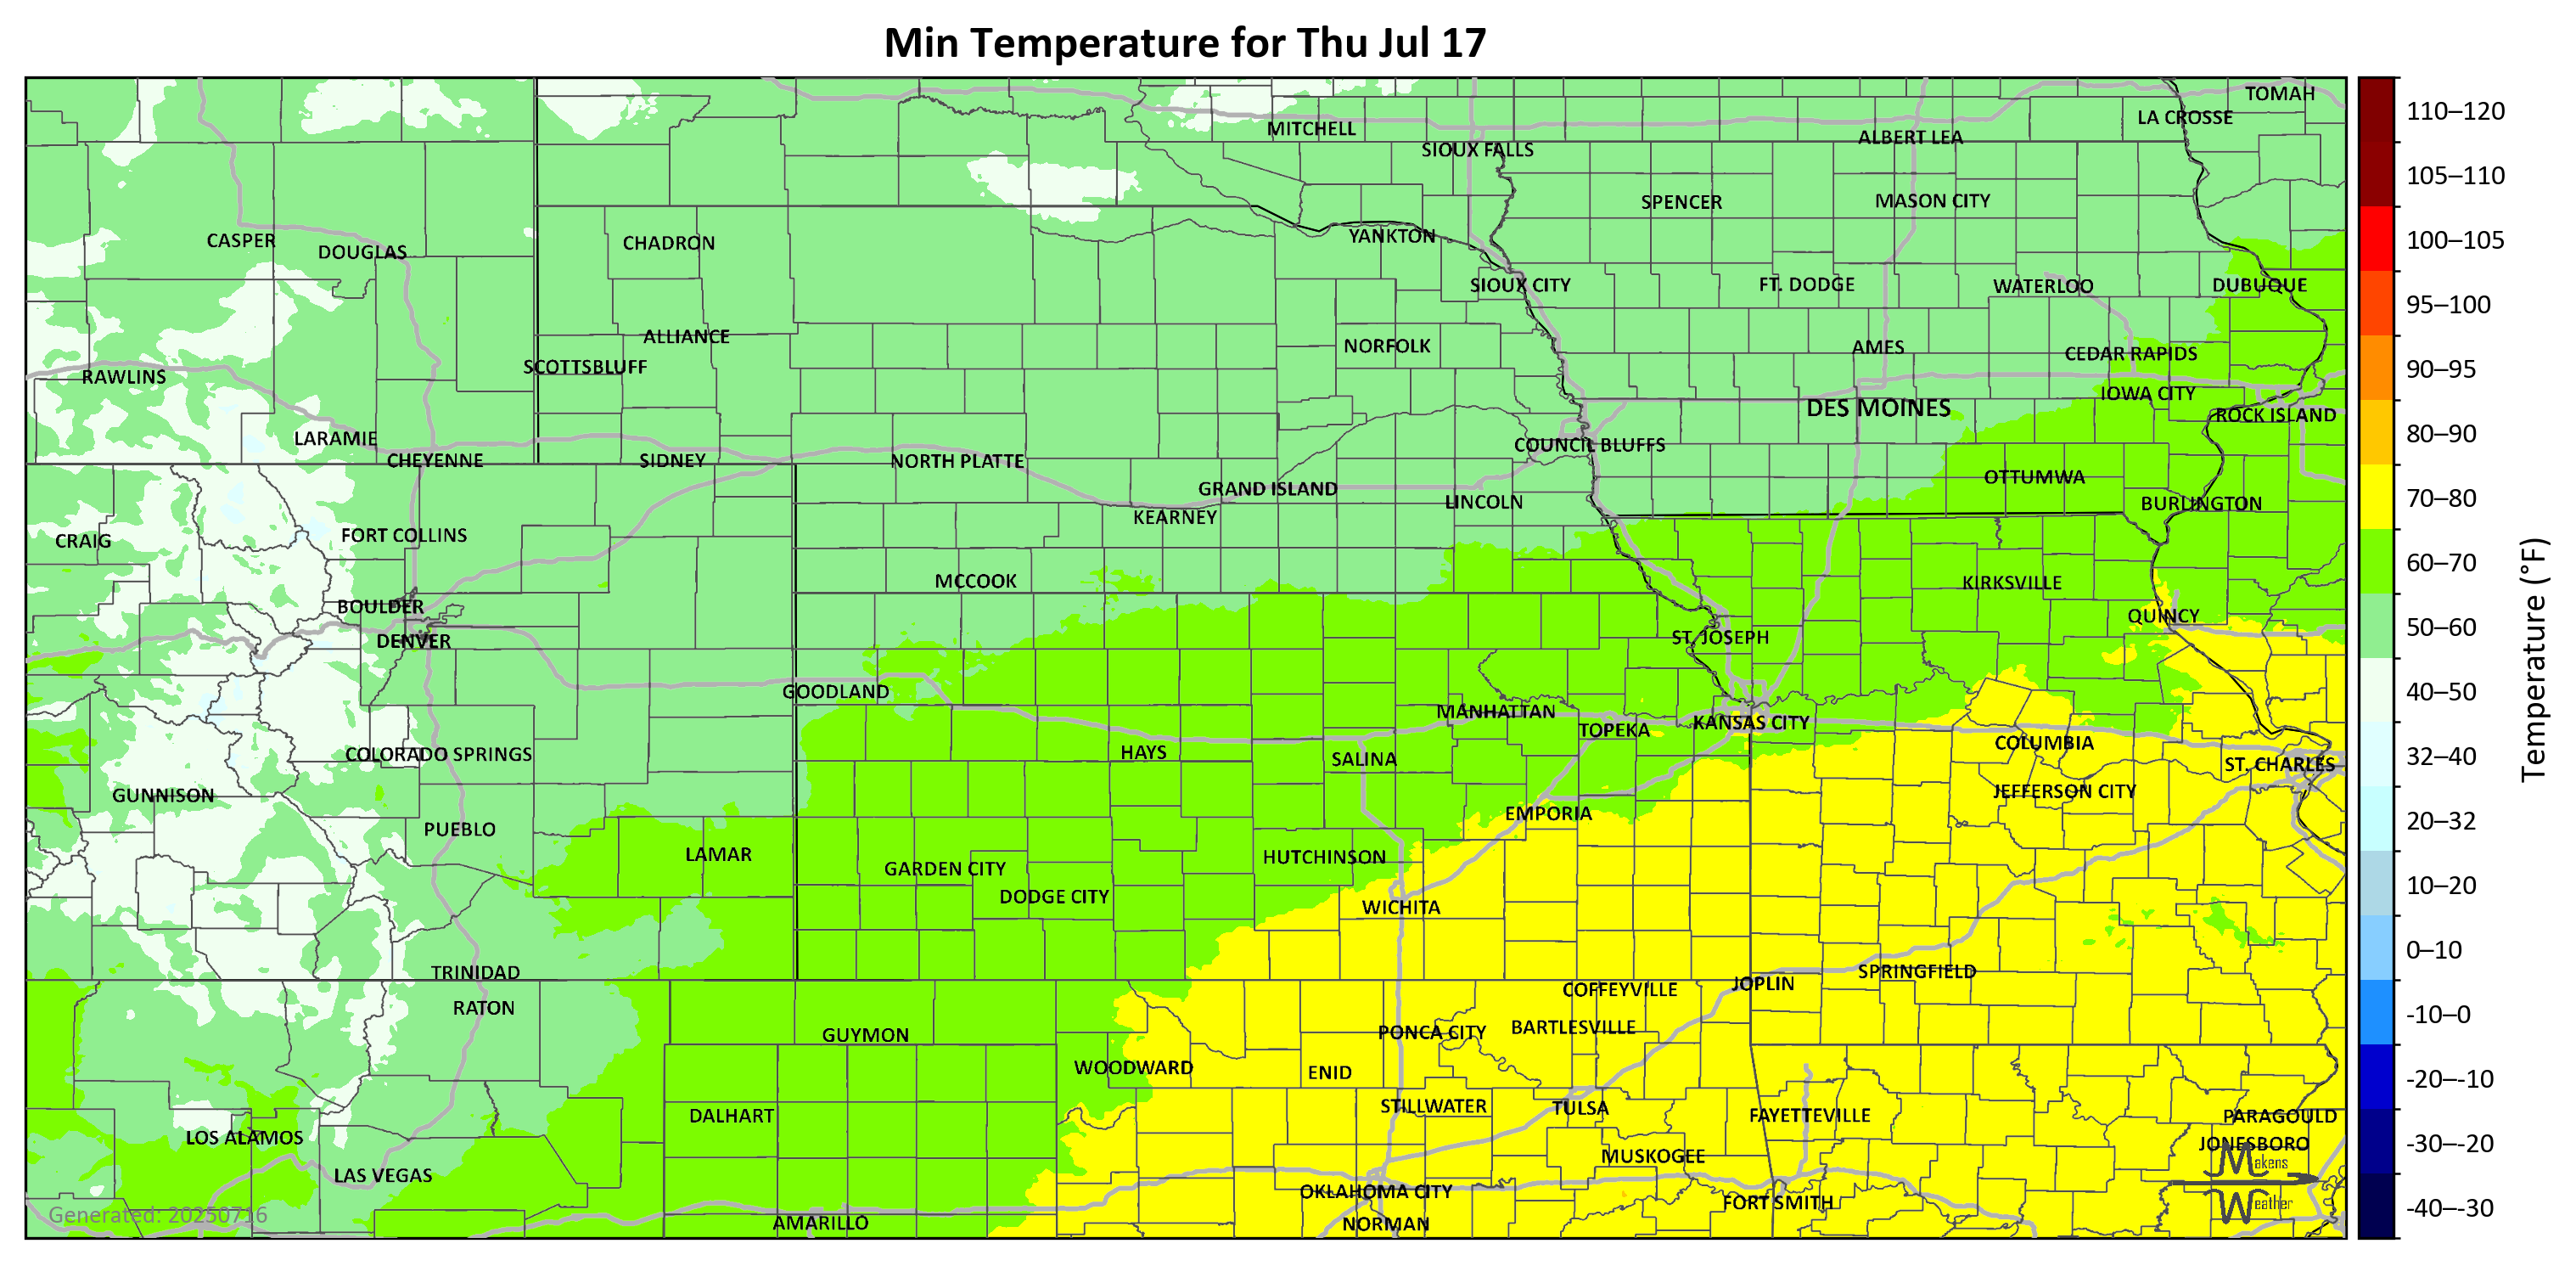 Min Temperature for Thu Jul 17
TOMAH
LA CROSSE
MITCHELL
ALBERT LEA
SIOUX FALLS
SPENCER
MASON CITY
CASPER
DOUGLAS
CHADRON
YANKTON
SIOUX CITY
FT. DODGE
WATERLOO
DUBUQUE
ALLIANCE
NORFOLK
AMES
CEDAR RAPIDS
SCOTTSBLUFF
RAWLINS
IOWA CITY
DES MOINES
ROCK ISLAND
LARAMIE
COUNCIL BLUFFS
CHEYENNE
SIDNEY
NORTH PLATTE
OTTUMWA
GRAND ISLAND
LINCOLN
BURLINGTON
KEARNEY
FORT COLLINS
CRAIG
MCCOOK
KIRKSVILLE
BOULDER
QUINCY
DENVER
ST. JOSEPH
GOODLAND
MANHATTAN
TOPEKA
KANSAS CITY
COLUMBIA
COLORADO SPRINGS
HAYS
SALINA
ST. CHARLES
GUNNISON
JEFFERSON CITY
EMPORIA
PUEBLO
LAMAR
HUTCHINSON
GARDEN CITY
DODGE CITY
WICHITA
TRINIDAD
SPRINGFIELD
JOPLIN
COFFEYVILLE
RATON
GUYMON
PONCA CITY
BARTLESVILLE
WOODWARD
ENID
STILLWATER
TULSA
DALHART
FAYETTEVILLE
PARAGOULD
LOS ALAMOS
JONESBORO
MUSKOGEE
LAS VEGAS
OKLAHOMA CITY
FORT SMITH
AMARILLO
NORMAN
Generated: 20250716
Makens
Weather
110–120
105–110
100–105
95–100
90–95
80–90
70–80
60–70
50–60
40–50
32–40
20–32
10–20
0–10
-10–0
-20–-10
-30–-20
-40–-30
Temperature (°F)